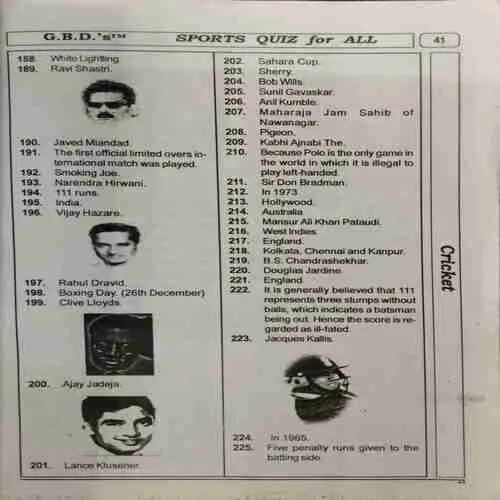 G.B.D.'s™ SPORTS QUIZ for ALL 41
188. White Lightling
189. Ravi Shastri.
190. Javed Miandad
191. The first official limited overs in-
ternational match was played.
192. Smoking Joe.
193. Narendra Hirwani.
194. 111 runs.
195. India.
196. Vijay Hazare.
197. Rahul Dravid.
198. Boxing Day. (26th December)
199. Clive Lloyds.
200. Ajay Jadeja.
201. Lance Klusener.
202. Sahara Cup.
203. Sherry.
204. Bob Wills.
205. Sunil Gavaskar.
206. Anil Kumble.
207. Maharaja Jam Sahib of
Nawanagar.
208. Pigeon.
209. Kabhi Ajnabi The.
210. Because Polo is the only game in
the world in which it is illegal to
play left-handed.
211. Sir Don Bradman.
212. In 1973
213. Hollywood.
214. Australia
215. Mansur Ali Khan Pataudi.
216. West Indies.
217. England.
218. Kolkata, Chennai and Kanpur.
219. B.S. Chandrashekhar.
220. Douglas Jardine.
221. England.
222. It is generally believed that 111
represents three stumps without
bails, which indicates a batsman
being out. Hence the score is re-
garded as ill-fated.
223. Jacques Kallis.
224. In 1965.
225. Five penalty runs given to the
batting side.
Cricket